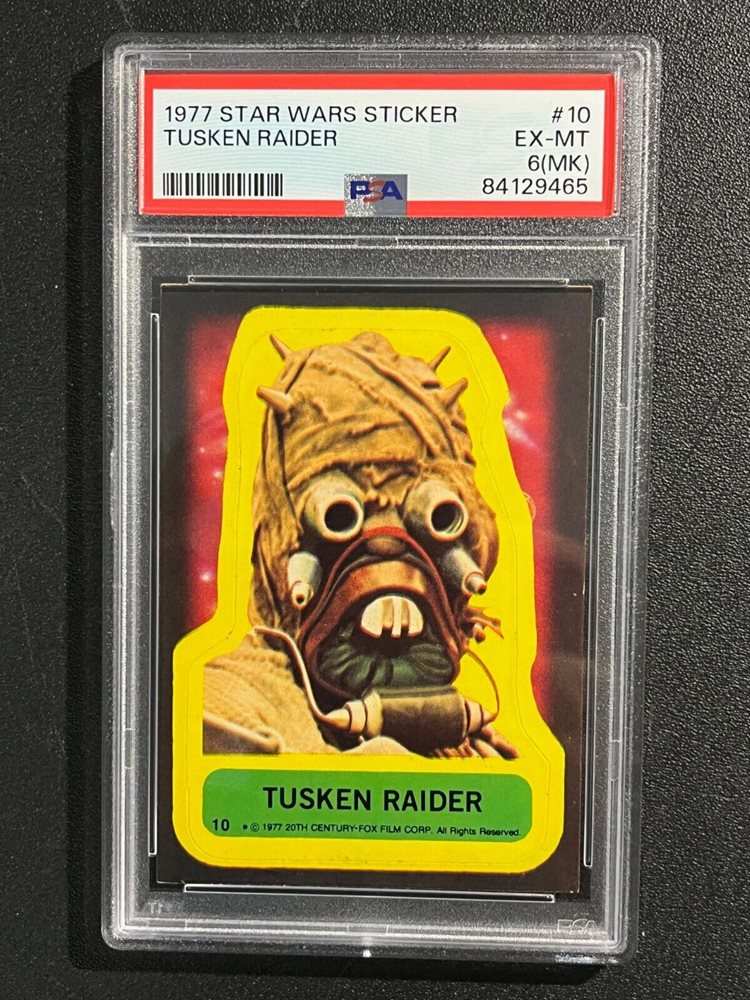 1977 STAR WARS STICKER #10
TUSKEN RAIDER EX-MT
6(MK)
PSA 84129465
TUSKEN RAIDER
10 * © 1977 20TH CENTURY-FOX FILM CORP. All Rights Reserved.
PSA